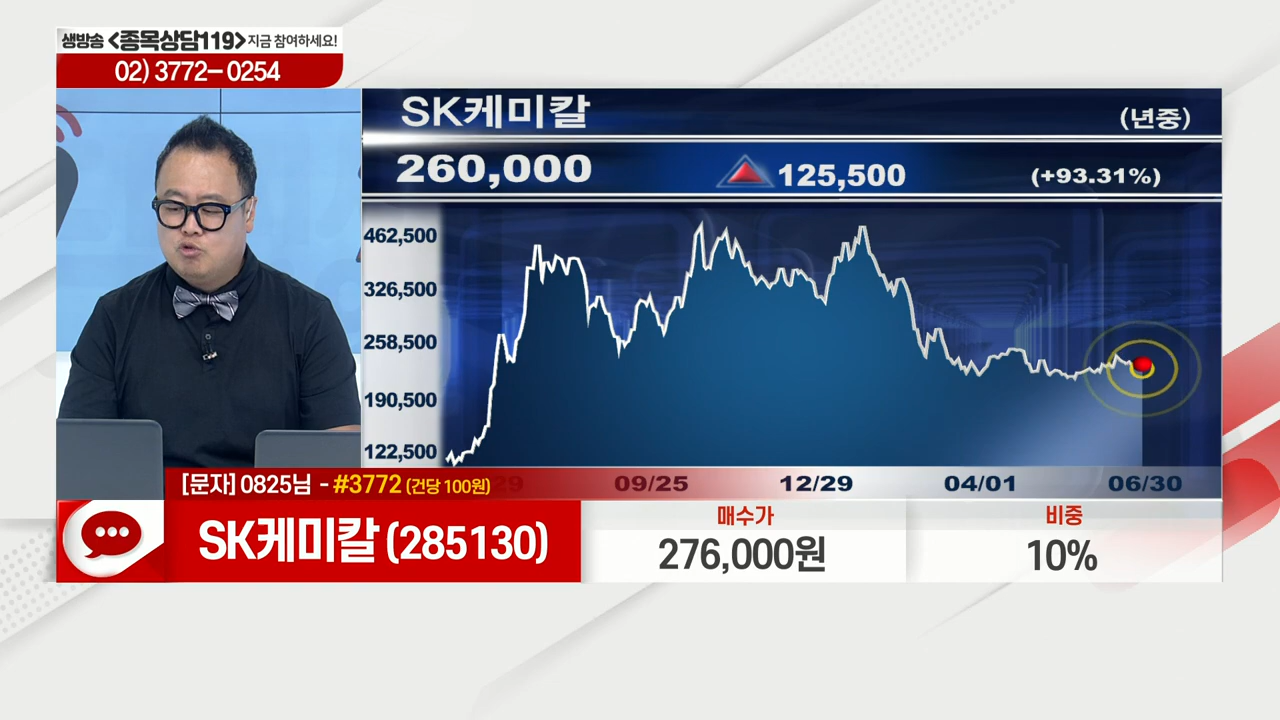 생방송 <종목상담119> 지금 참여하세요!
02) 3772-0254
SK케미칼
(년중)
260,000 125,500 (+93.31%)
462,500
326,500
258,500
190,500
122,500
29 09/25 12/29 04/01 06/30
[문자] 0825님 - #3772 (건당 100원)
SK케미칼 (285130)
매수가
276,000원
비중
10%